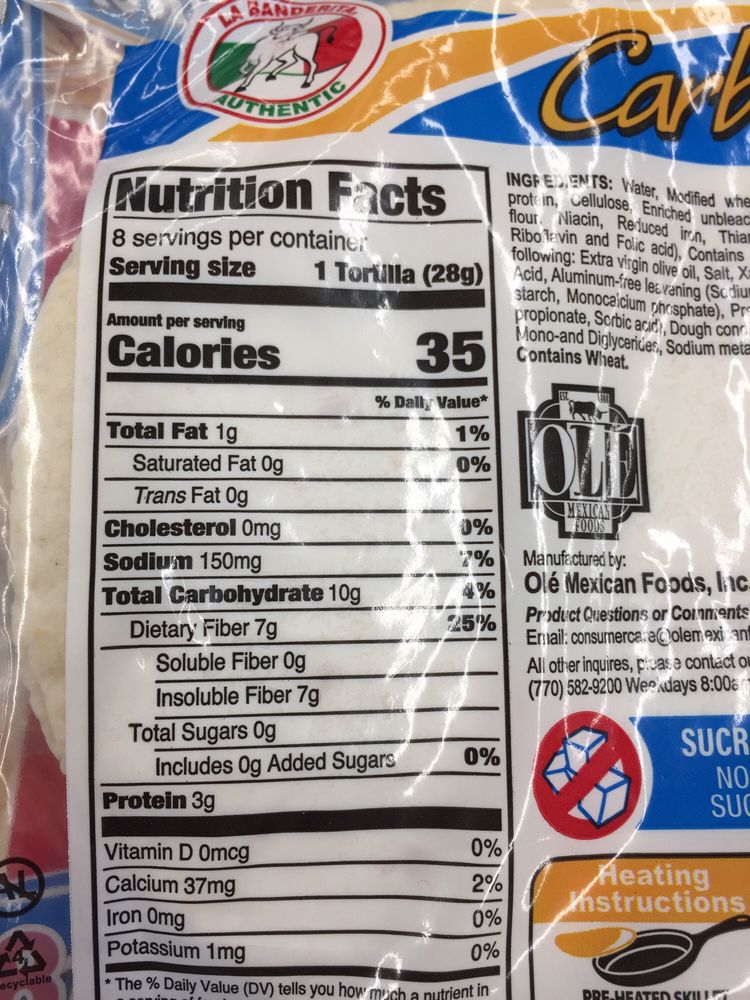 LA BANDERITA
AUTHENTIC
Carb
Nutrition Facts
8 servings per container
Serving size 1 Tortilla (28g)
Amount per serving
Calories 35
% Daily Value*
Total Fat 1g 1%
Saturated Fat 0g 0%
Trans Fat 0g
Cholesterol 0mg 0%
Sodium 150mg 7%
Total Carbohydrate 10g 4%
Dietary Fiber 7g 25%
Soluble Fiber 0g
Insoluble Fiber 7g
Total Sugars 0g
Includes 0g Added Sugars 0%
Protein 3g
Vitamin D 0mcg 0%
Calcium 37mg 2%
Iron 0mg 0%
Potassium 1mg 0%
* The % Daily Value (DV) tells you how much a nutrient in
INGREDIENTS: Water, Modified whe
protein, Cellulose, Enriched unbleac
flour, Niacin, Reduced iron, Thiam
Riboflavin and Folic acid), Contains
following: Extra virgin olive oil, Salt, Xa
Acid, Aluminum-free leavening (Sodium
starch, Monocalcium phosphate), Pr
propionate, Sorbic acid), Dough cond
Mono-and Diglycerides, Sodium meta
Contains Wheat.
OLÉ
MEXICAN
FOODS
Manufactured by:
Olé Mexican Foods, Inc.
Product Questions or Comments
Email: consumercare@olemexicanf
All other inquires, please contact ou
(770) 582-9200 Weekdays 8:00a
SUCR
NO
SUG
Heating
Instructions
PRE-HEATED SKILLET
4
ecyclable